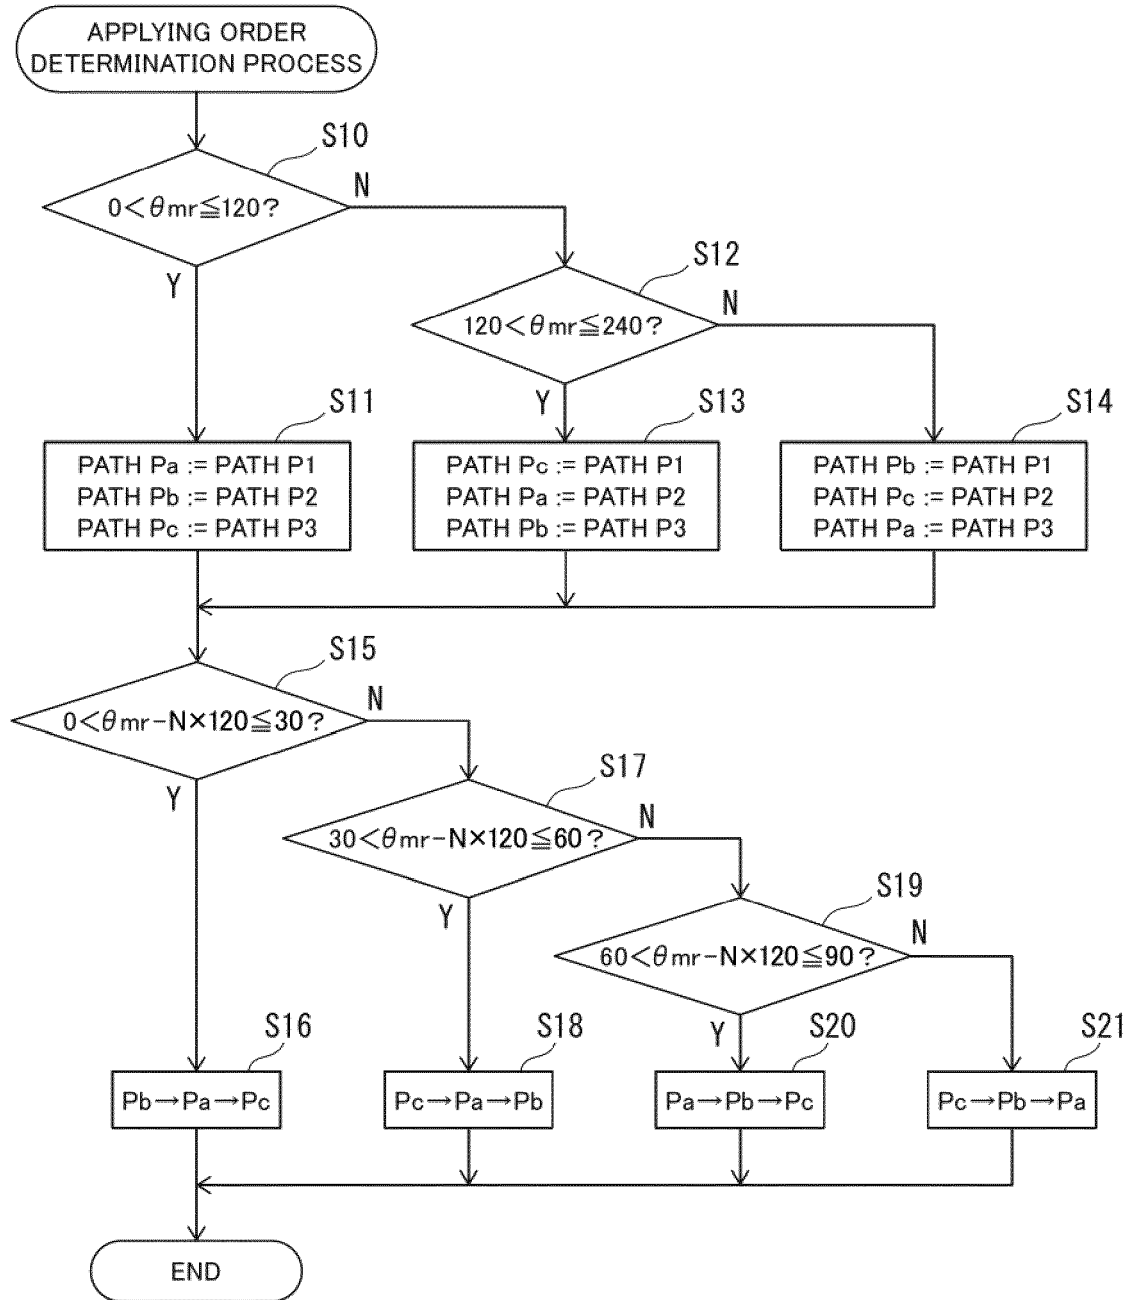 APPLYING ORDER
DETERMINATION PROCESS
S10
0<θmr≦120?
N
Y
S12
120<θmr≦240?
N
Y
S11
PATH Pa := PATH P1
PATH Pb := PATH P2
PATH Pc := PATH P3
S13
PATH Pc := PATH P1
PATH Pa := PATH P2
PATH Pb := PATH P3
S14
PATH Pb := PATH P1
PATH Pc := PATH P2
PATH Pa := PATH P3
S15
0<θmr-N×120≦30?
N
Y
S17
30<θmr-N×120≦60?
N
Y
S19
60<θmr-N×120≦90?
N
Y
S16
Pb→Pa→Pc
S18
Pc→Pa→Pb
S20
Pa→Pb→Pc
S21
Pc→Pb→Pa
END